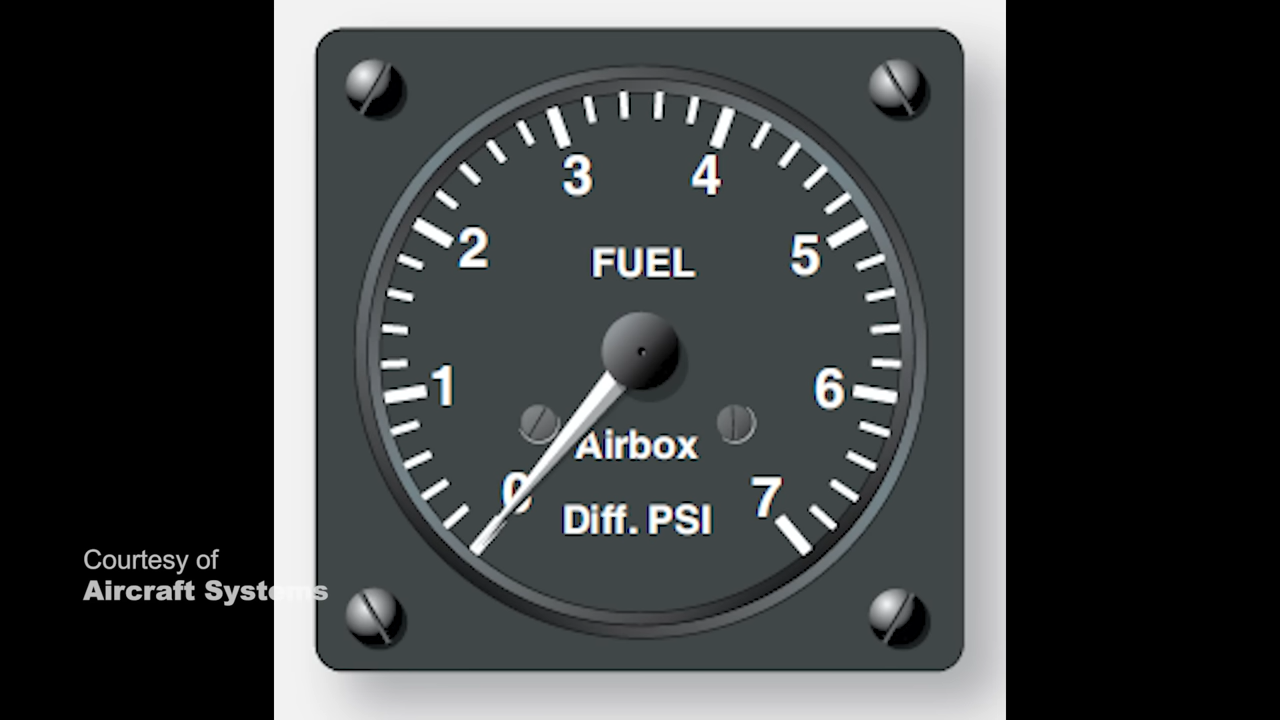 3 4
2 5
FUEL
1 6
Airbox
0 7
Diff. PSI
Courtesy of
Aircraft Systems